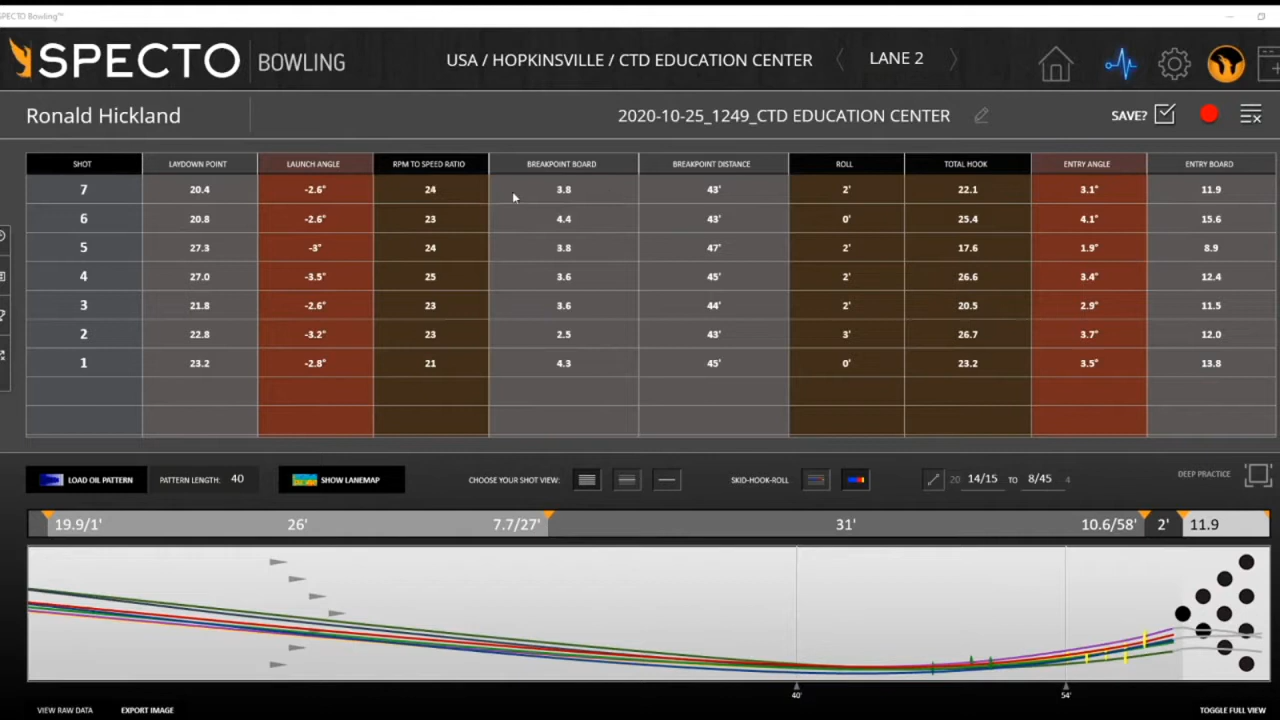 SPECTO Bowling™
SPECTO BOWLING USA / HOPKINSVILLE / CTD EDUCATION CENTER LANE 2
Ronald Hickland 2020-10-25_1249_CTD EDUCATION CENTER SAVE?
SHOT LAYDOWN POINT LAUNCH ANGLE RPM TO SPEED RATIO BREAKPOINT BOARD BREAKPOINT DISTANCE ROLL TOTAL HOOK ENTRY ANGLE ENTRY BOARD
7 20.4 -2.6° 24 3.8 43' 2' 22.1 3.1° 11.9
6 20.8 -2.6° 23 4.4 43' 0' 25.4 4.1° 15.6
5 27.3 -3° 24 3.8 47' 2' 17.6 1.9° 8.9
4 27.0 -3.5° 25 3.6 45' 2' 26.6 3.4° 12.4
3 21.8 -2.6° 23 3.6 44' 2' 20.5 2.9° 11.5
2 22.8 -3.2° 23 2.5 43' 3' 26.7 3.7° 12.0
1 23.2 -2.8° 21 4.3 45' 0' 23.2 3.5° 13.8
LOAD OIL PATTERN PATTERN LENGTH: 40 SHOW LANEMAP CHOOSE YOUR SHOT VIEW: SKID-HOOK-ROLL 20 14/15 TO 8/45 4 DEEP PRACTICE
19.9/1' 26' 7.7/27' 31' 10.6/58' 2' 11.9
40' 54'
VIEW RAW DATA EXPORT IMAGE TOGGLE FULL VIEW